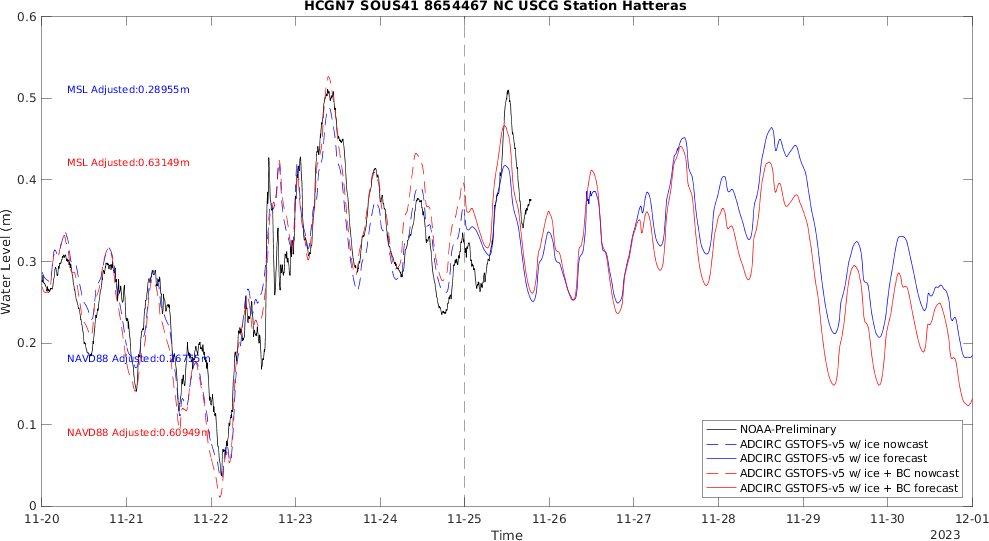 HCGN7 SOUS41 8654467 NC USCG Station Hatteras
Water Level (m)
0.6
0.5
0.4
0.3
0.2
0.1
0
MSL Adjusted:0.28955m
MSL Adjusted:0.63149m
NAVD88 Adjusted:0.26755m
NAVD88 Adjusted:0.60949m
NOAA-Preliminary
ADCIRC GSTOFS-v5 w/ ice nowcast
ADCIRC GSTOFS-v5 w/ ice forecast
ADCIRC GSTOFS-v5 w/ ice + BC nowcast
ADCIRC GSTOFS-v5 w/ ice + BC forecast
11-20 11-21 11-22 11-23 11-24 11-25 11-26 11-27 11-28 11-29 11-30 12-01
Time
2023